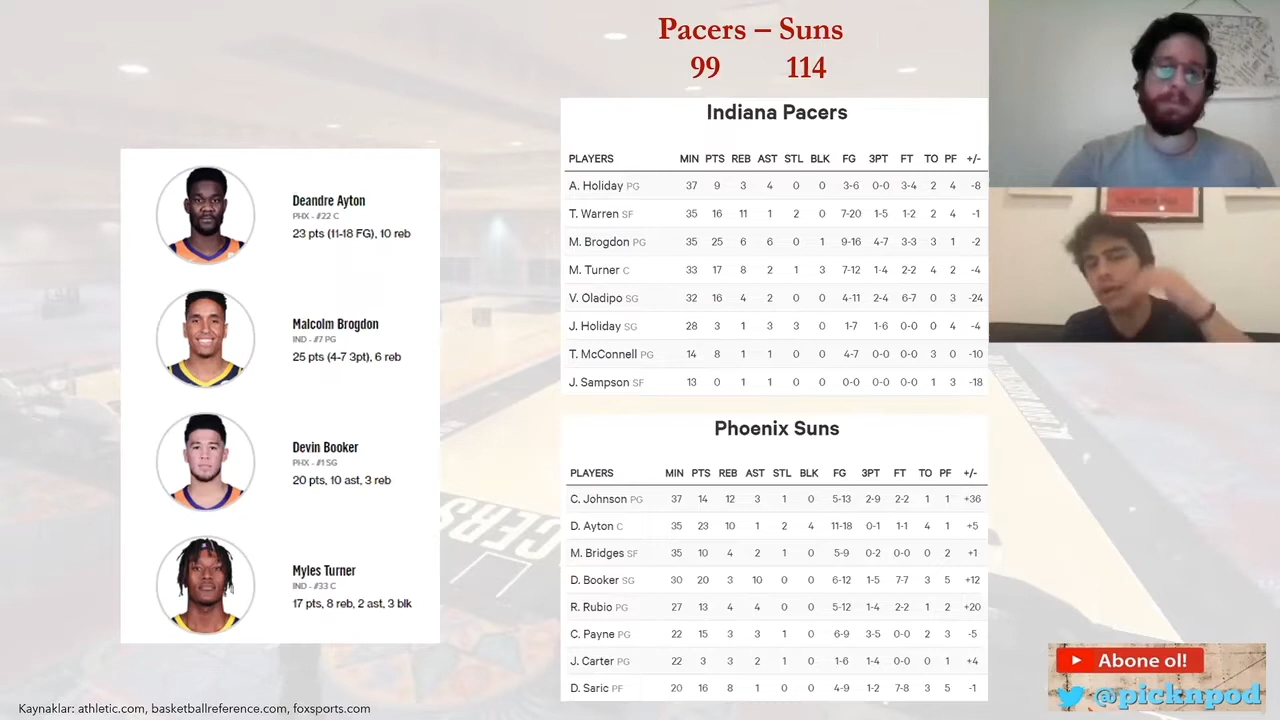 Pacers – Suns
99 114
Deandre Ayton
PHX - #22 C
23 pts (11-18 FG), 10 reb
Malcolm Brogdon
IND - #7 PG
25 pts (4-7 3pt), 6 reb
Devin Booker
PHX - #1 SG
20 pts, 10 ast, 3 reb
Myles Turner
IND - #33 C
17 pts, 8 reb, 2 ast, 3 blk
Indiana Pacers
PLAYERS MIN PTS REB AST STL BLK FG 3PT FT TO PF +/-
A. Holiday PG 37 9 3 4 0 0 3-6 0-0 3-4 2 4 -8
T. Warren SF 35 16 11 1 2 0 7-20 1-5 1-2 2 4 -1
M. Brogdon PG 35 25 6 6 0 1 9-16 4-7 3-3 3 1 -2
M. Turner C 33 17 8 2 1 3 7-12 1-4 2-2 4 2 -4
V. Oladipo SG 32 16 4 2 0 0 4-11 2-4 6-7 0 3 -24
J. Holiday SG 28 3 1 3 3 0 1-7 1-6 0-0 0 4 -4
T. McConnell PG 14 8 1 1 0 0 4-7 0-0 0-0 3 0 -10
J. Sampson SF 13 0 1 1 0 0 0-0 0-0 0-0 1 3 -18
Phoenix Suns
PLAYERS MIN PTS REB AST STL BLK FG 3PT FT TO PF +/-
C. Johnson PG 37 14 12 3 1 0 5-13 2-9 2-2 1 1 +36
D. Ayton C 35 23 10 1 2 4 11-18 0-1 1-1 4 1 +5
M. Bridges SF 35 10 4 2 1 0 5-9 0-2 0-0 0 2 +1
D. Booker SG 30 20 3 10 0 0 6-12 1-5 7-7 3 5 +12
R. Rubio PG 27 13 4 4 0 0 5-12 1-4 2-2 1 2 +20
C. Payne PG 22 15 3 3 1 0 6-9 3-5 0-0 2 3 -5
J. Carter PG 22 3 3 2 1 0 1-6 1-4 0-0 0 1 +4
D. Saric PF 20 16 8 1 0 0 4-9 1-2 7-8 3 5 -1
PACERS
Abone ol!
@picknpod
Kaynaklar: athletic.com, basketballreference.com, foxsports.com